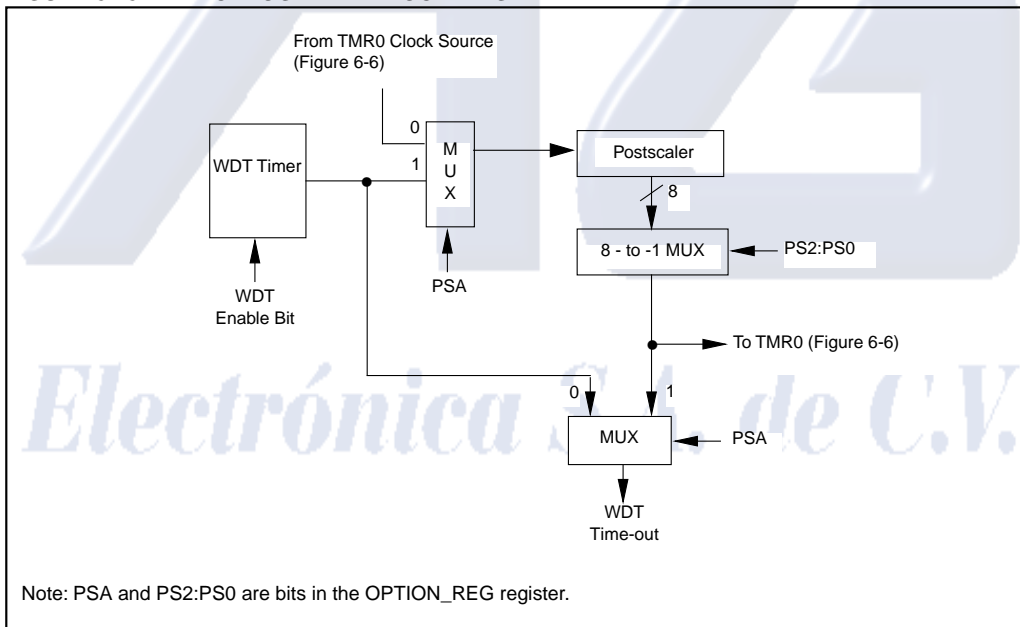 From TMR0 Clock Source
(Figure 6-6)
0
1
M
U
X
WDT Timer
Postscaler
8
8 - to -1 MUX
PS2:PS0
PSA
WDT
Enable Bit
To TMR0 (Figure 6-6)
0
1
MUX
PSA
WDT
Time-out
Electrónica S.A. de C.V.
Note: PSA and PS2:PS0 are bits in the OPTION_REG register.